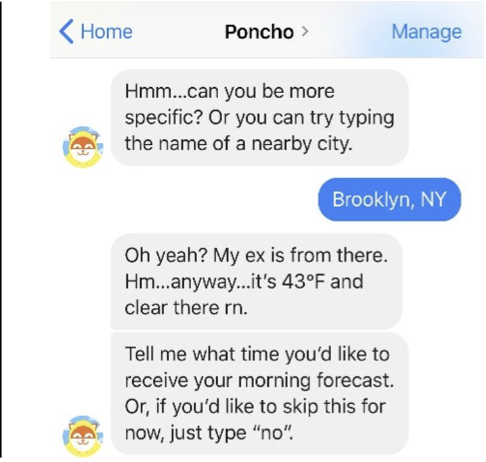 Home Poncho > Manage
Hmm...can you be more
specific? Or you can try typing
the name of a nearby city.
Brooklyn, NY
Oh yeah? My ex is from there.
Hm...anyway...it's 43°F and
clear there rn.
Tell me what time you'd like to
receive your morning forecast.
Or, if you'd like to skip this for
now, just type “no”.